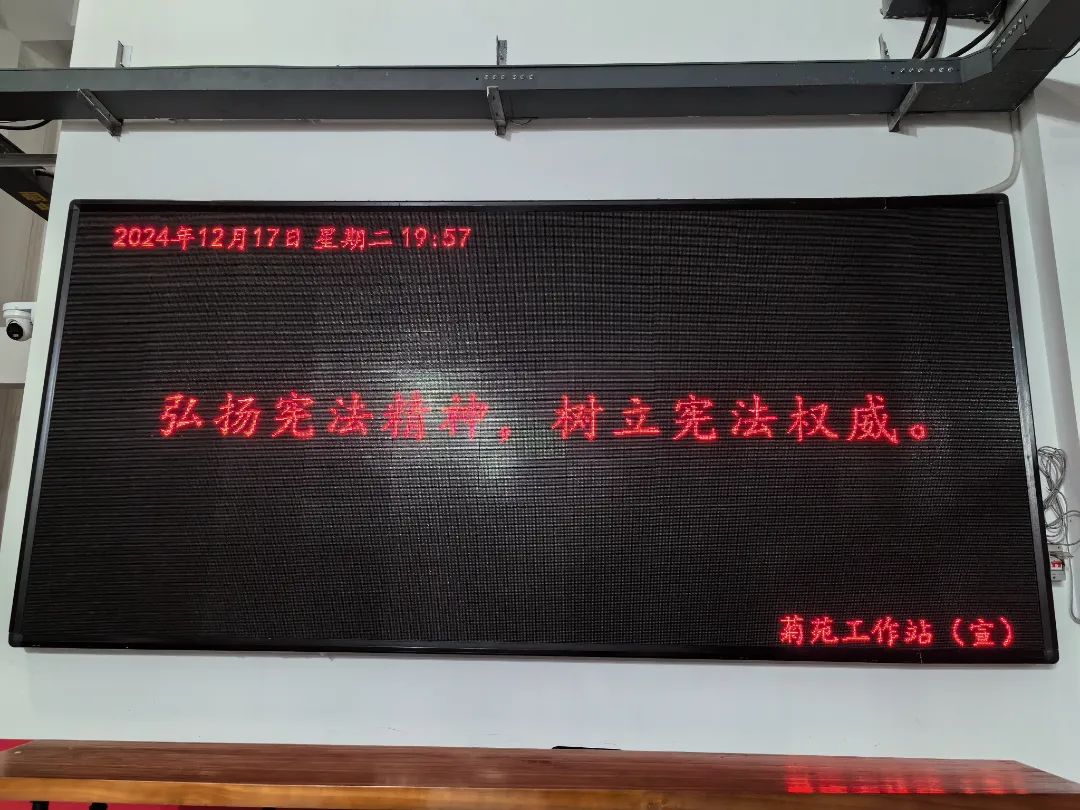 2024年12月17日 星期二 19:57
弘扬宪法精神，树立宪法权威。
菊苑工作站（宣）